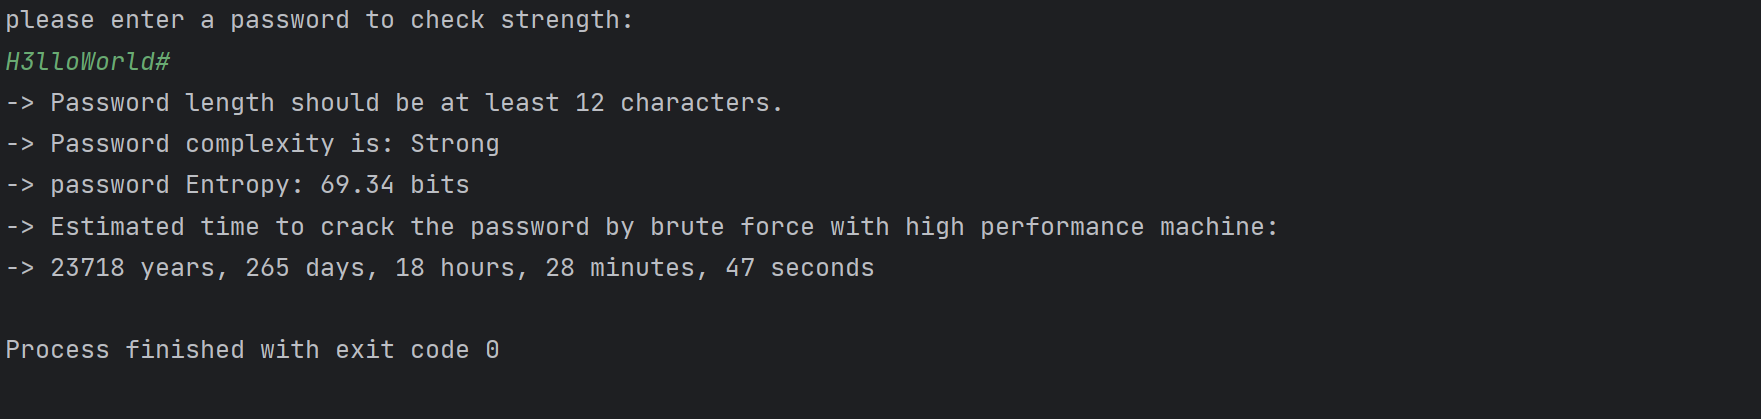 please enter a password to check strength:
H3lloWorld#
-> Password length should be at least 12 characters.
-> Password complexity is: Strong
-> password Entropy: 69.34 bits
-> Estimated time to crack the password by brute force with high performance machine:
-> 23718 years, 265 days, 18 hours, 28 minutes, 47 seconds
Process finished with exit code 0